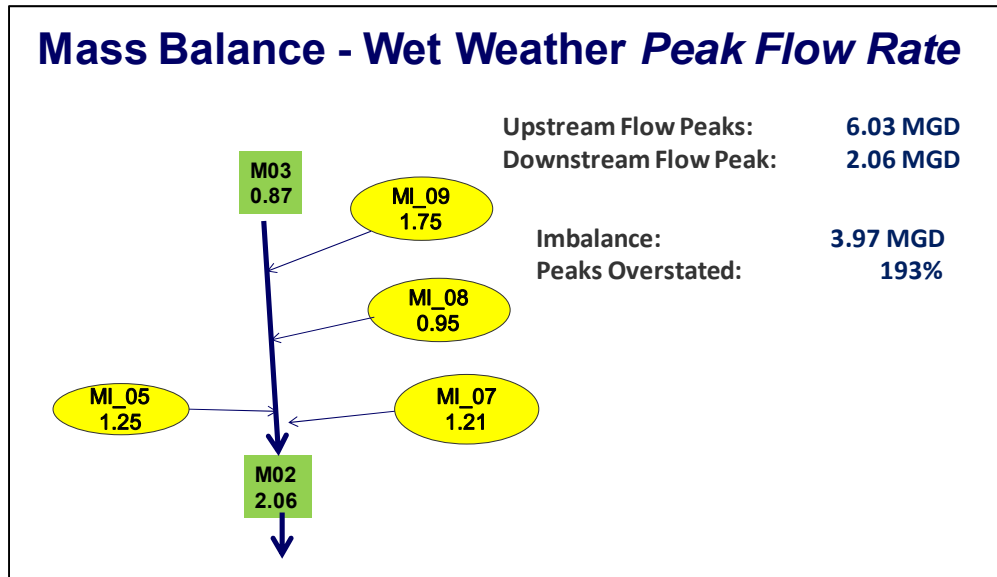 Mass Balance - Wet Weather Peak Flow Rate
Upstream Flow Peaks: 6.03 MGD
Downstream Flow Peak: 2.06 MGD
M03
0.87
MI_09
1.75
Imbalance: 3.97 MGD
Peaks Overstated: 193%
MI_08
0.95
MI_05
1.25
MI_07
1.21
M02
2.06